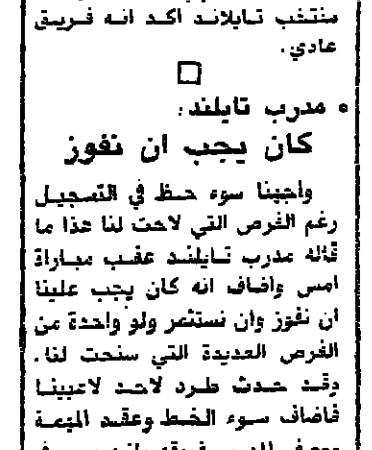 منتخب تايلاند اكد انه فريق
عادي.
• مدرب تايلند:
كان يجب ان نفوز
واجهنا سوء حظ في التسجيل
رغم الفرص التي لاحت لنا هذا ما
قاله مدرب تايلند عقب مباراة
امس واضاف انه كان يجب علينا
ان نفوز وان نستثمر ولو واحدة من
الفرص العديدة التي سنحت لنا.
وقد حدث طرد لاحد لاعبينا
فاضاف سوء الخط وعقد المهمة